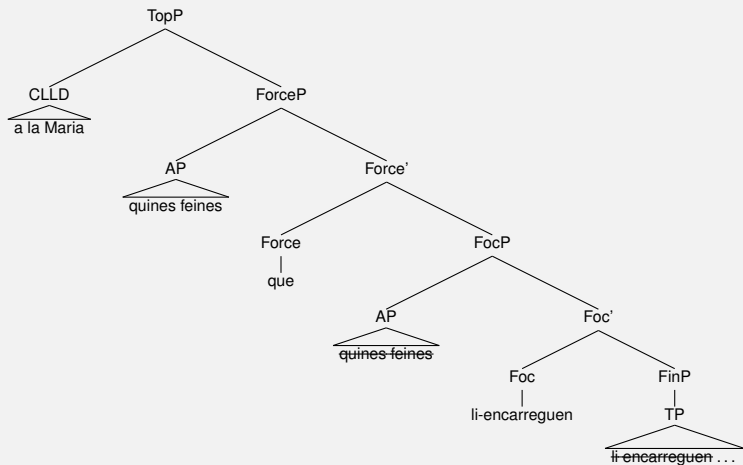 TopP
CLLD ForceP
a la Maria
AP Force'
quines feines
Force FocP
que
AP Foc'
quines feines
Foc FinP
li-encarreguen TP
li encarreguen ...